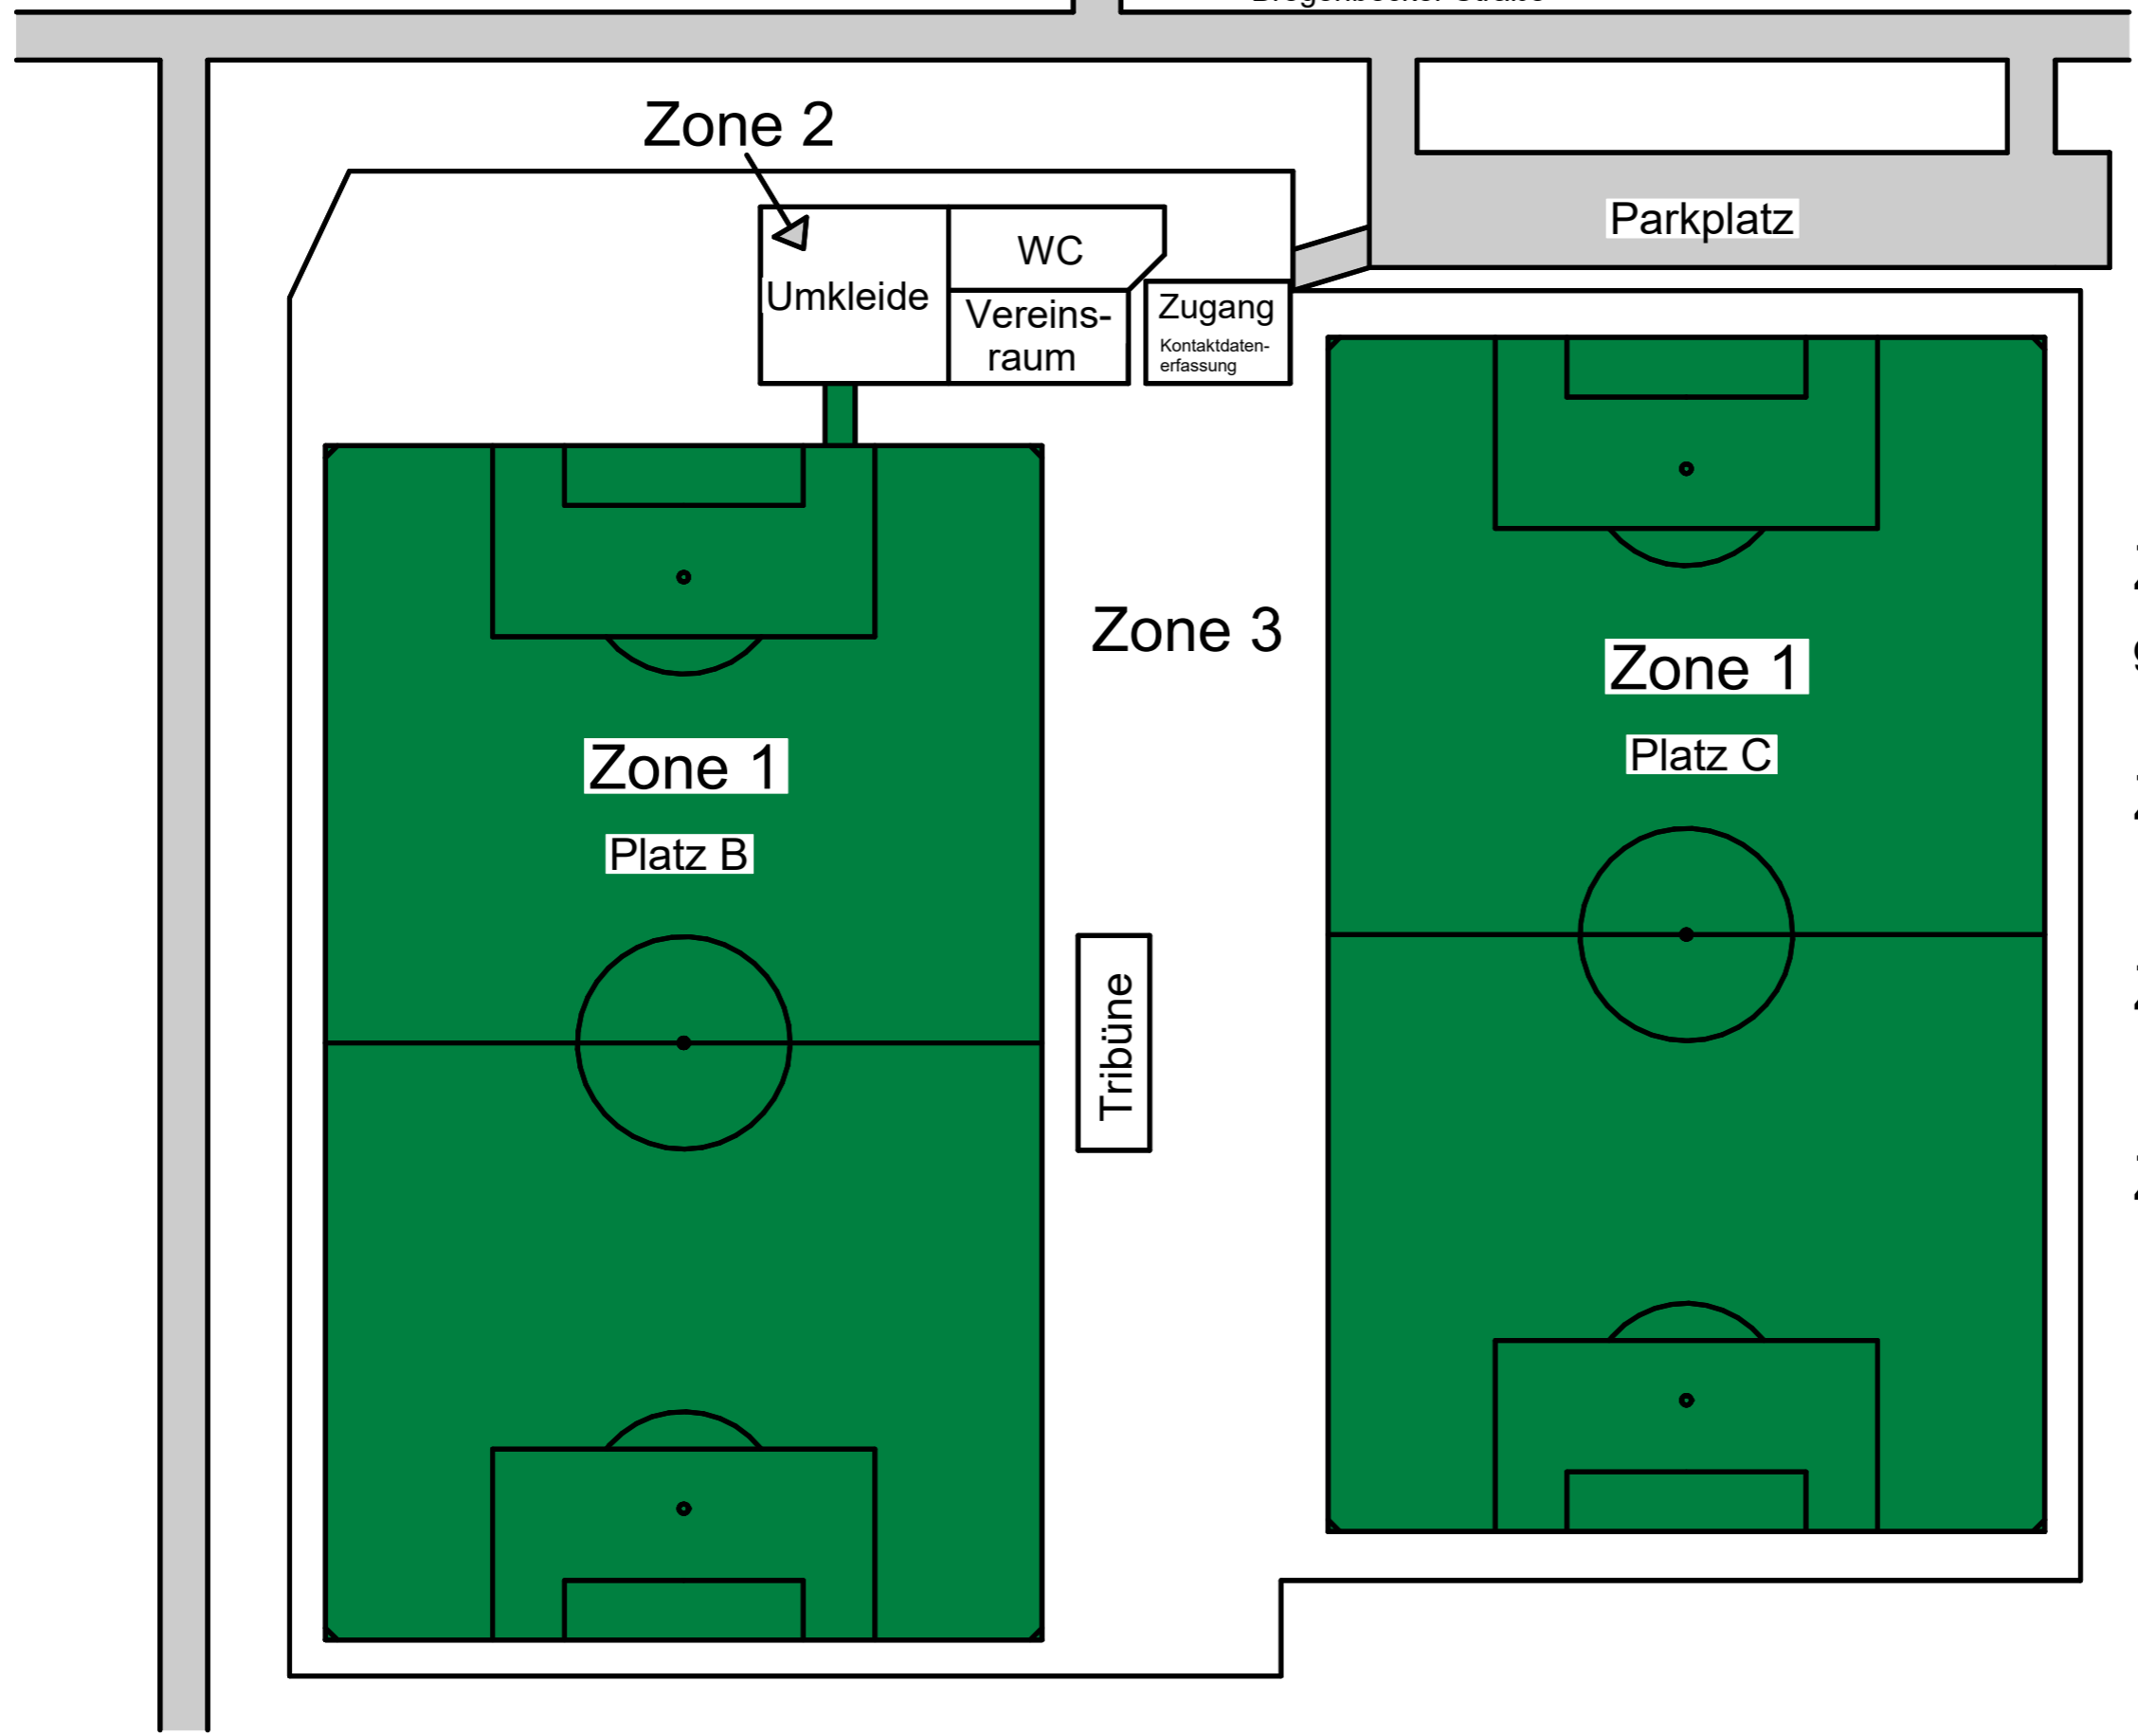 Zone 2
Parkplatz
WC
Umkleide
Vereins-
raum
Zugang
Kontaktdaten-
erfassung
Zone 3
Zone 1
Platz C
Zone 1
Platz B
Tribüne